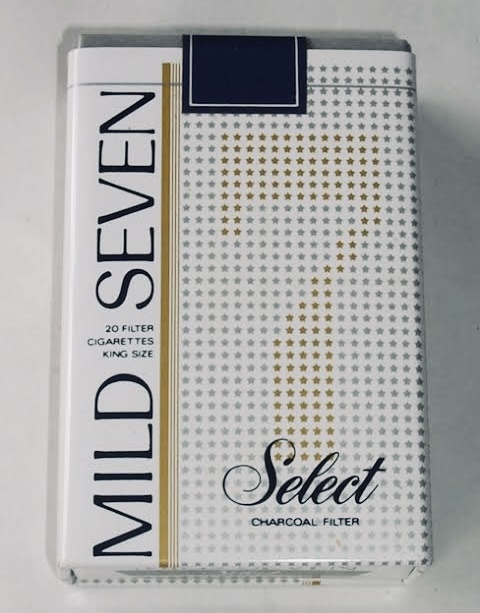 MILD SEVEN
20 FILTER
CIGARETTES
KING SIZE
Select
CHARCOAL FILTER